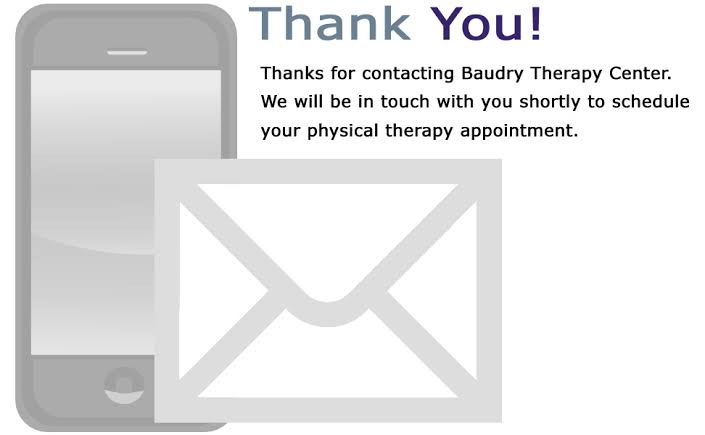 Thank You!
Thanks for contacting Baudry Therapy Center.
We will be in touch with you shortly to schedule
your physical therapy appointment.